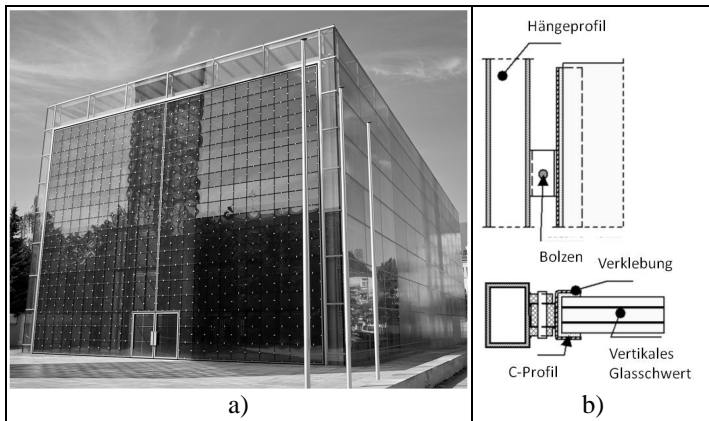 Hängeprofil
Bolzen
Verklebung
C-Profil
Vertikales
Glasschwert
a)
b)